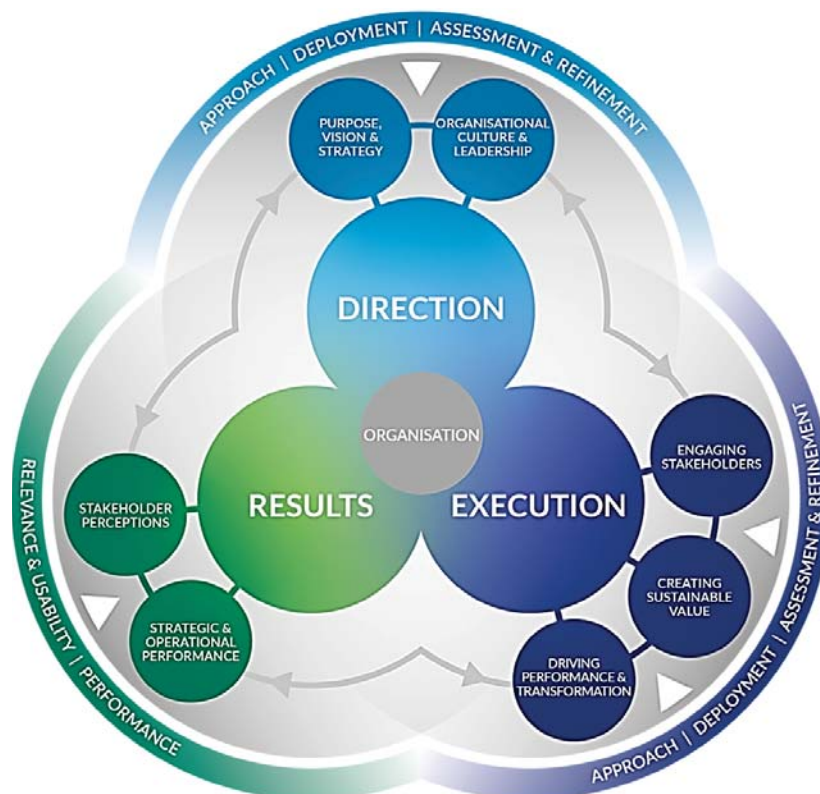 APPROACH | DEPLOYMENT | ASSESSMENT & REFINEMENT
PURPOSE,
VISION &
STRATEGY
ORGANISATIONAL
CULTURE &
LEADERSHIP
DIRECTION
ORGANISATION
RESULTS
EXECUTION
STAKEHOLDER
PERCEPTIONS
STRATEGIC &
OPERATIONAL
PERFORMANCE
ENGAGING
STAKEHOLDERS
CREATING
SUSTAINABLE
VALUE
DRIVING
PERFORMANCE &
TRANSFORMATION
RELEVANCE & USABILITY | PERFORMANCE
APPROACH | DEPLOYMENT | ASSESSMENT & REFINEMENT